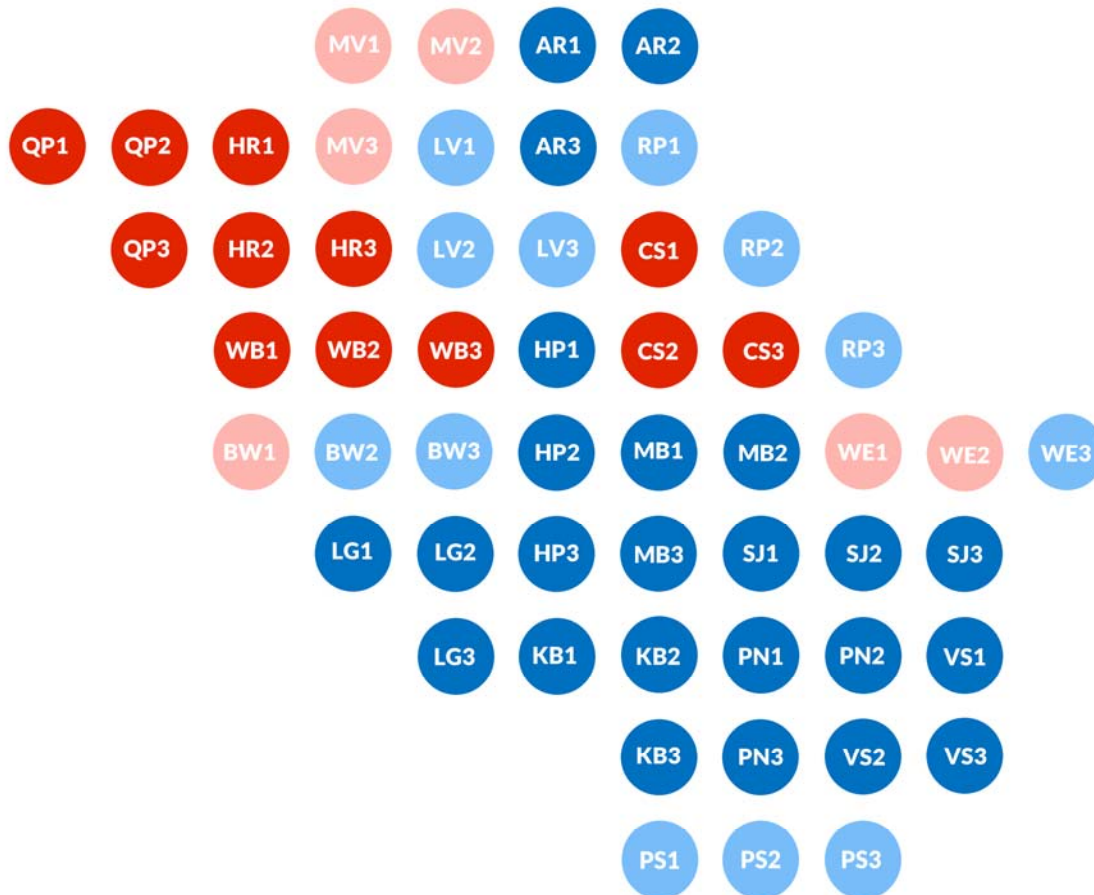 MV1 MV2 AR1 AR2
QP1 QP2 HR1 MV3 LV1 AR3 RP1
QP3 HR2 HR3 LV2 LV3 CS1 RP2
WB1 WB2 WB3 HP1 CS2 CS3 RP3
BW1 BW2 BW3 HP2 MB1 MB2 WE1 WE2 WE3
LG1 LG2 HP3 MB3 SJ1 SJ2 SJ3
LG3 KB1 KB2 PN1 PN2 VS1
KB3 PN3 VS2 VS3
PS1 PS2 PS3